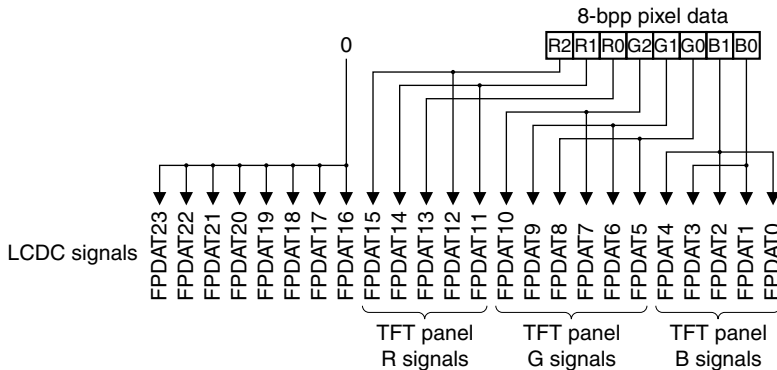 8-bpp pixel data
0
R2 R1 R0 G2 G1 G0 B1 B0
LCDC signals
FPDAT23
FPDAT22
FPDAT21
FPDAT20
FPDAT19
FPDAT18
FPDAT17
FPDAT16
FPDAT15
FPDAT14
FPDAT13
FPDAT12
FPDAT11
FPDAT10
FPDAT9
FPDAT8
FPDAT7
FPDAT6
FPDAT5
FPDAT4
FPDAT3
FPDAT2
FPDAT1
FPDAT0
TFT panel
R signals
TFT panel
G signals
TFT panel
B signals